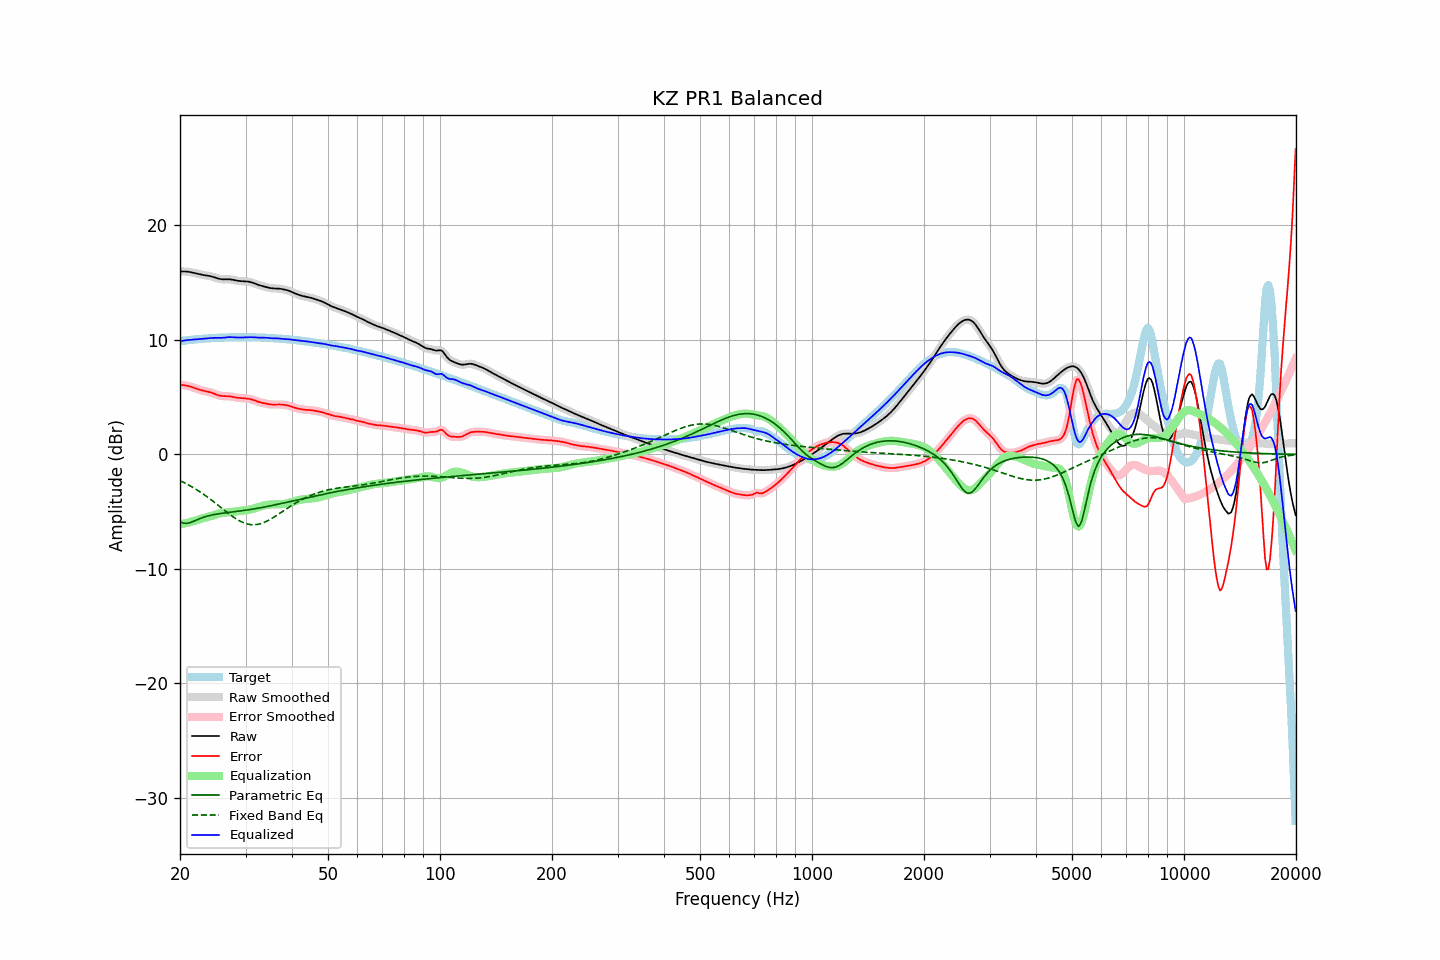 KZ PR1 Balanced
Amplitude (dBr)
20
10
0
−10
−20
−30
Target
Raw Smoothed
Error Smoothed
Raw
Error
Equalization
Parametric Eq
Fixed Band Eq
Equalized
20
50
100
200
500
1000
2000
5000
10000
20000
Frequency (Hz)